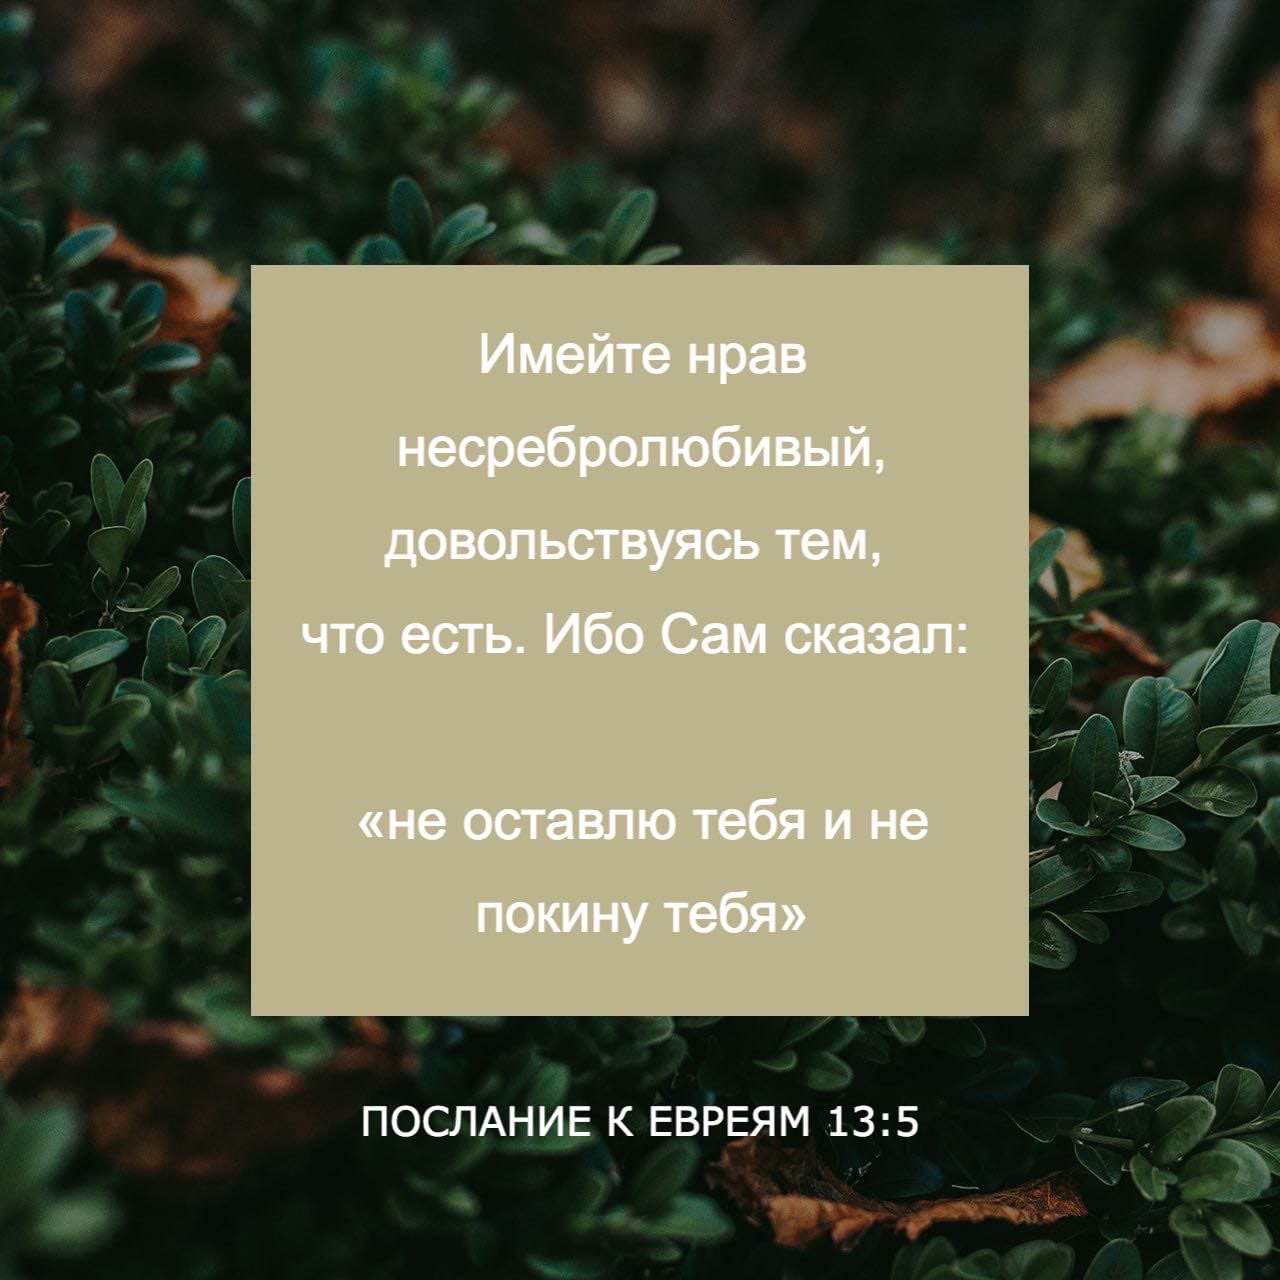 Имейте нрав
несребролюбивый,
довольствуясь тем,
что есть. Ибо Сам сказал:
«не оставлю тебя и не
покину тебя»
ПОСЛАНИЕ К ЕВРЕЯМ 13:5